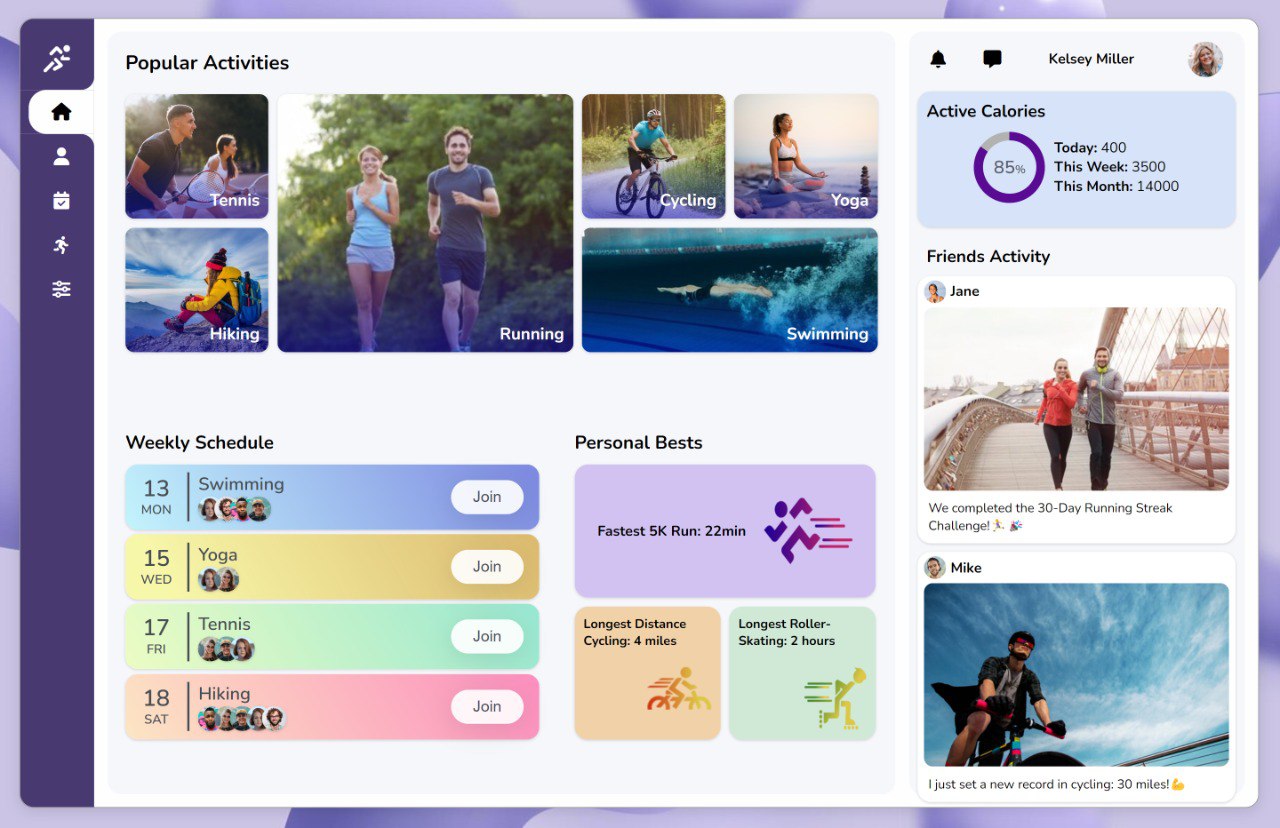 Popular Activities
Tennis
Hiking
Running
Cycling
Yoga
Swimming
Weekly Schedule
13
MON
Swimming
Join
15
WED
Yoga
Join
17
FRI
Tennis
Join
18
SAT
Hiking
Join
Personal Bests
Fastest 5K Run: 22min
Longest Distance
Cycling: 4 miles
Longest Roller-
Skating: 2 hours
Kelsey Miller
Active Calories
85%
Today: 400
This Week: 3500
This Month: 14000
Friends Activity
Jane
We completed the 30-Day Running Streak
Challenge!🏃 🎉
Mike
I just set a new record in cycling: 30 miles!💪